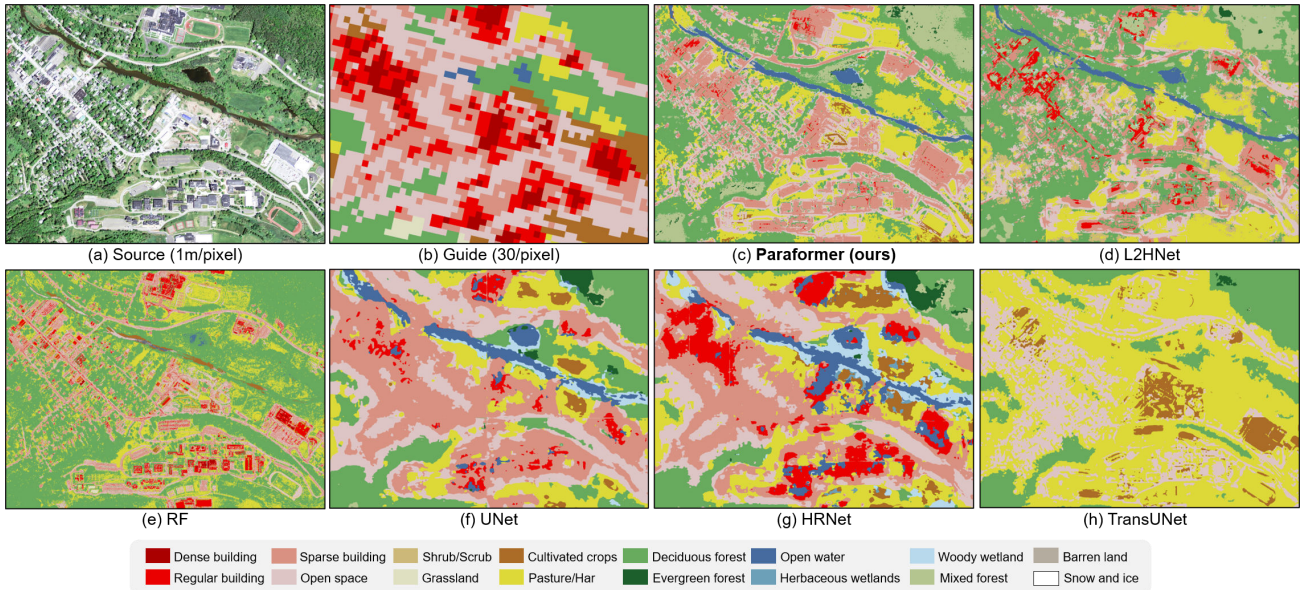 (a) Source (1m/pixel)
(b) Guide (30/pixel)
(c) Paraformer (ours)
(d) L2HNet
(e) RF
(f) UNet
(g) HRNet
(h) TransUNet
Dense building
Sparse building
Shrub/Scrub
Cultivated crops
Deciduous forest
Open water
Woody wetland
Barren land
Regular building
Open space
Grassland
Pasture/Har
Evergreen forest
Herbaceous wetlands
Mixed forest
Snow and ice